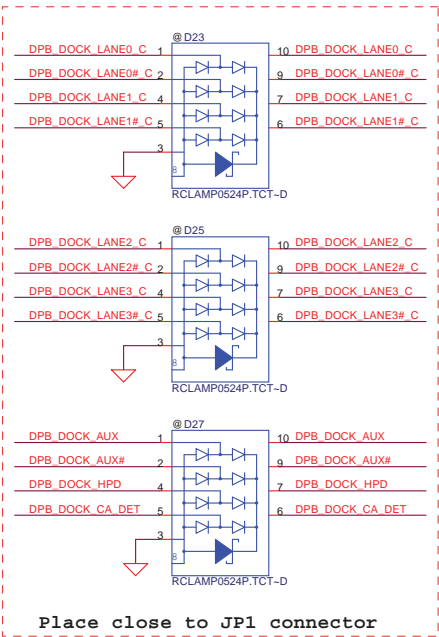 @D23
DPB_DOCK_LANE0_C 1 10 DPB_DOCK_LANE0_C
DPB_DOCK_LANE0#_C 2 9 DPB_DOCK_LANE0#_C
DPB_DOCK_LANE1_C 4 7 DPB_DOCK_LANE1_C
DPB_DOCK_LANE1#_C 5 6 DPB_DOCK_LANE1#_C
3
8
RCLAMP0524P.TCT~D
@D25
DPB_DOCK_LANE2_C 1 10 DPB_DOCK_LANE2_C
DPB_DOCK_LANE2#_C 2 9 DPB_DOCK_LANE2#_C
DPB_DOCK_LANE3_C 4 7 DPB_DOCK_LANE3_C
DPB_DOCK_LANE3#_C 5 6 DPB_DOCK_LANE3#_C
3
8
RCLAMP0524P.TCT~D
@D27
DPB_DOCK_AUX 1 10 DPB_DOCK_AUX
DPB_DOCK_AUX# 2 9 DPB_DOCK_AUX#
DPB_DOCK_HPD 4 7 DPB_DOCK_HPD
DPB_DOCK_CA_DET 5 6 DPB_DOCK_CA_DET
3
8
RCLAMP0524P.TCT~D
Place close to JP1 connector